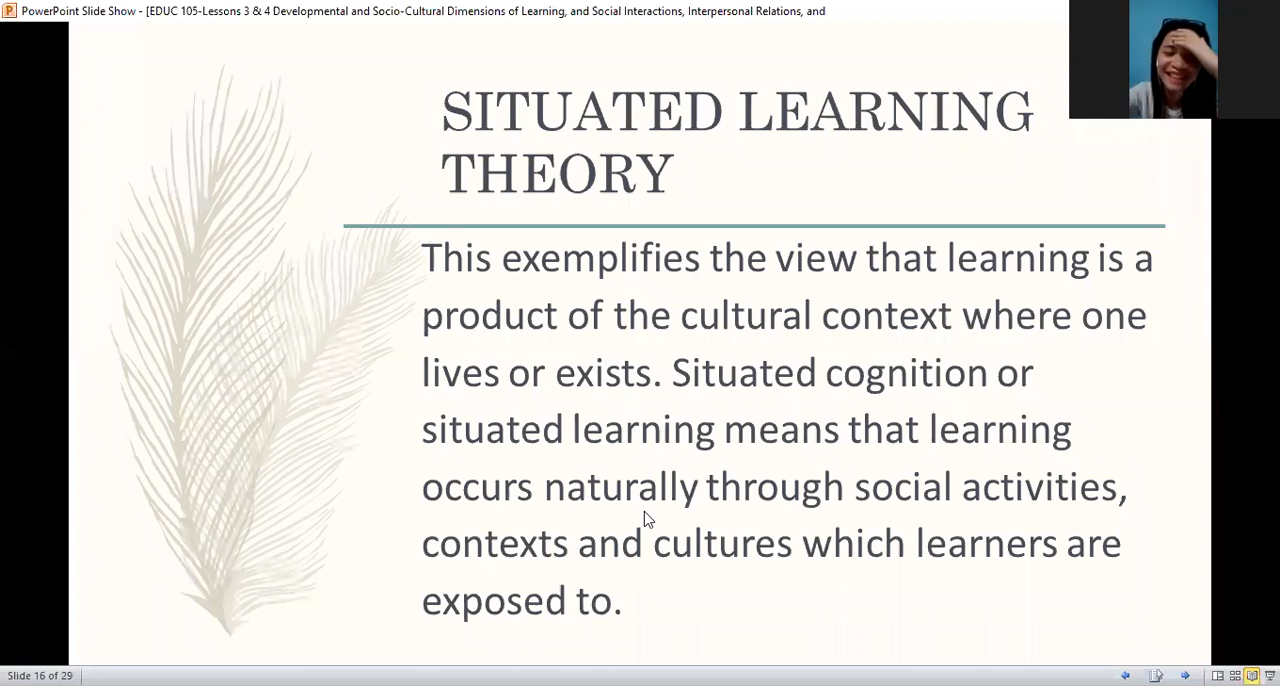 PowerPoint Slide Show - [EDUC 105-Lessons 3 & 4 Developmental and Socio-Cultural Dimensions of Learning, and Social Interactions, Interpersonal Relations, and
SITUATED LEARNING
THEORY
This exemplifies the view that learning is a
product of the cultural context where one
lives or exists. Situated cognition or
situated learning means that learning
occurs naturally through social activities,
contexts and cultures which learners are
exposed to.
Slide 16 of 29